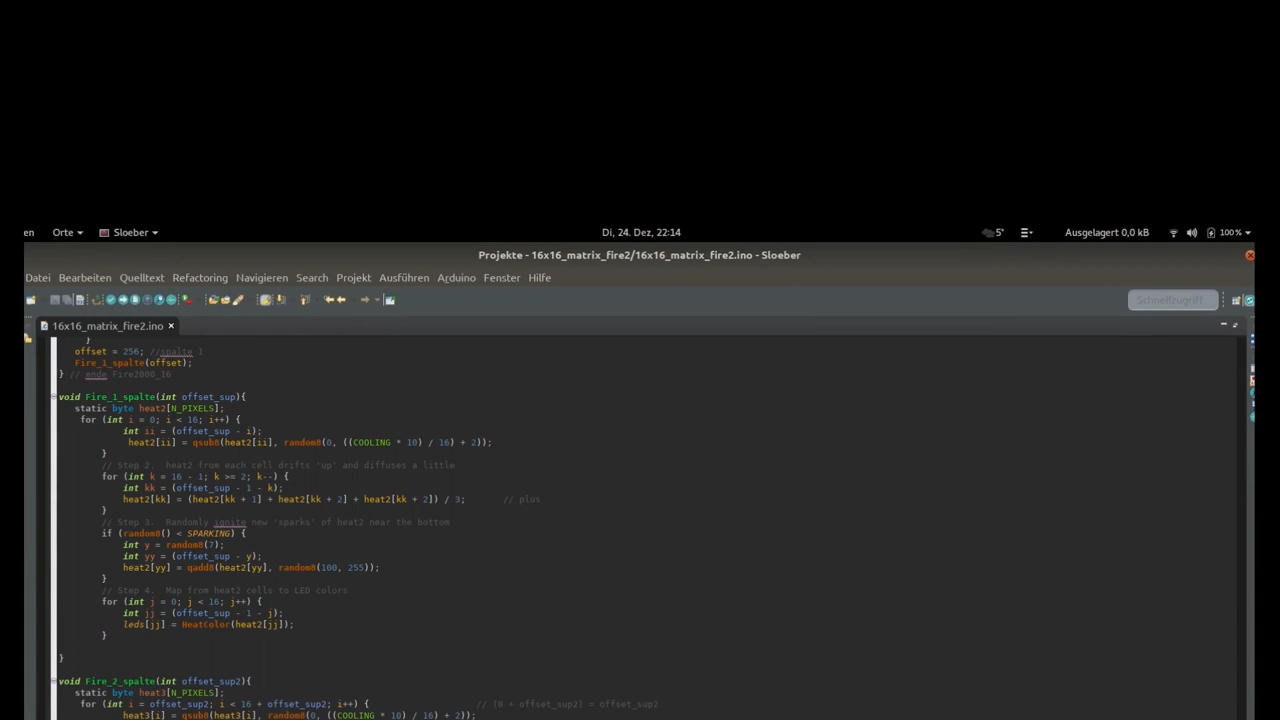 en Orte Sloeber Di, 24. Dez, 22:14 5° Ausgelagert 0,0 kB 100%
Projekte - 16x16_matrix_fire2/16x16_matrix_fire2.ino - Sloeber
Datei Bearbeiten Quelltext Refactoring Navigieren Search Projekt Ausführen Arduino Fenster Hilfe
Schnellzugriff
16x16_matrix_fire2.ino
}
offset = 256; //spalte 1
Fire_1_spalte(offset);
} // ende Fire2000_16
void Fire_1_spalte(int offset_sup){
static byte heat2[N_PIXELS];
for (int i = 0; i < 16; i++) {
int ii = (offset_sup - i);
heat2[ii] = qsub8(heat2[ii], random8(0, ((COOLING * 10) / 16) + 2));
}
// Step 2. heat2 from each cell drifts 'up' and diffuses a little
for (int k = 16 - 1; k >= 2; k--) {
int kk = (offset_sup - 1 - k);
heat2[kk] = (heat2[kk + 1] + heat2[kk + 2] + heat2[kk + 2]) / 3; // plus
}
// Step 3. Randomly ignite new 'sparks' of heat2 near the bottom
if (random8() < SPARKING) {
int y = random8(7);
int yy = (offset_sup - y);
heat2[yy] = qadd8(heat2[yy], random8(100, 255));
}
// Step 4. Map from heat2 cells to LED colors
for (int j = 0; j < 16; j++) {
int jj = (offset_sup - 1 - j);
leds[jj] = HeatColor(heat2[jj]);
}
}
void Fire_2_spalte(int offset_sup2){
static byte heat3[N_PIXELS];
for (int i = offset_sup2; i < 16 + offset_sup2; i++) { // [0 + offset_sup2] = offset_sup2
heat3[i] = qsub8(heat3[i], random8(0, ((COOLING * 10) / 16) + 2));